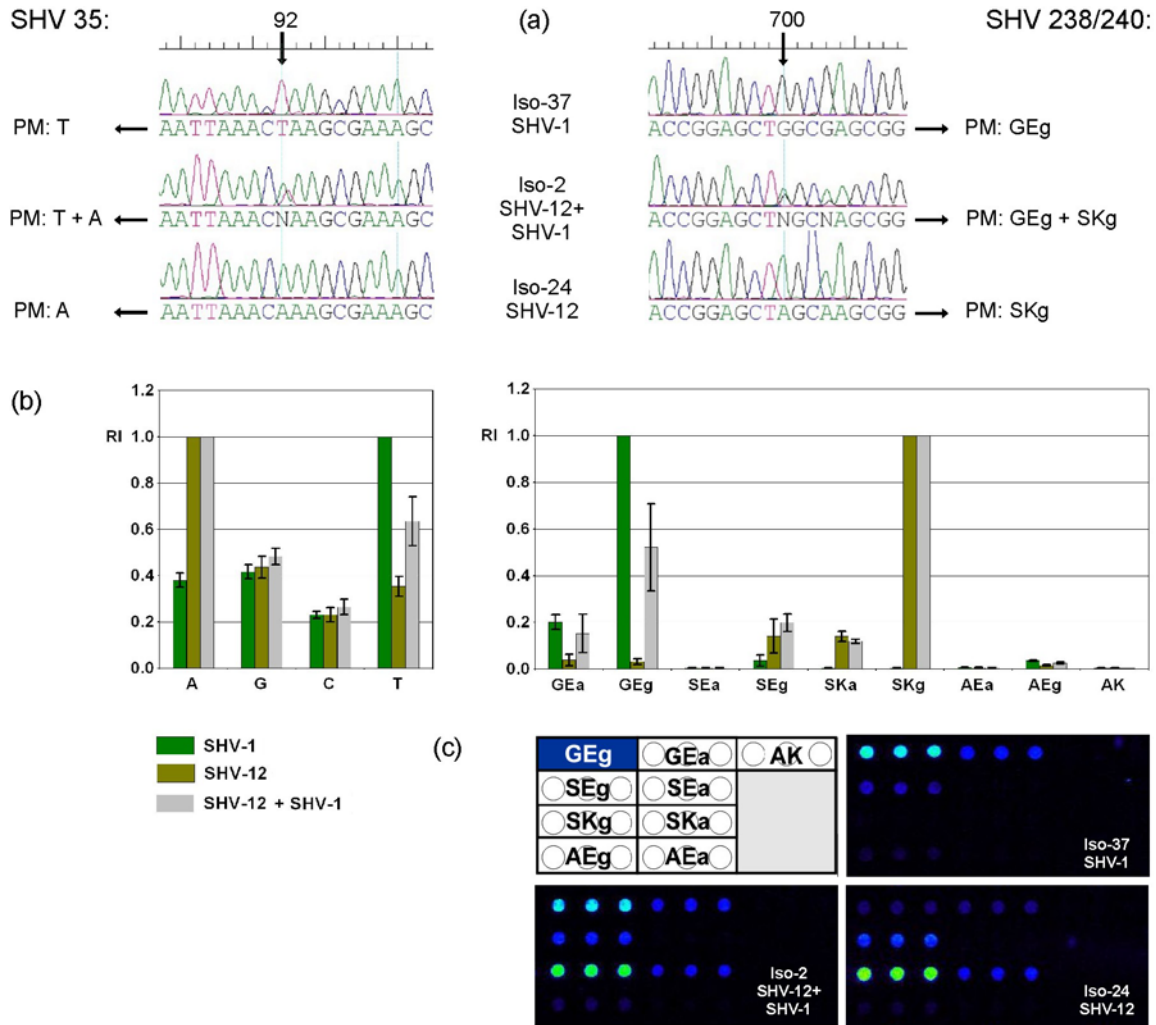 SHV 35:
92
(a)
700
SHV 238/240:
PM: T
AATTAAACTAAGCGAAAGC
Iso-37
SHV-1
ACCGGAGCTGGCGAGCGG
PM: GEg
PM: T + A
AATTAAACNAAGCGAAAGC
Iso-2
SHV-12+
SHV-1
ACCGGAGCTNGCNAGCGG
PM: GEg + SKg
PM: A
AATTAAACAAAGCGAAAGC
Iso-24
SHV-12
ACCGGAGCTAGCAAGCGG
PM: SKg
(b)
RI
1.2
1.0
0.8
0.6
0.4
0.2
0.0
A G C T
RI
1.2
1.0
0.8
0.6
0.4
0.2
0.0
GEa GEg SEa SEg SKa SKg AEa AEg AK
SHV-1
SHV-12
SHV-12 + SHV-1
(c)
GEg GEa AK
SEg SEa
SKg SKa
AEg AEa
Iso-37
SHV-1
Iso-2
SHV-12+
SHV-1
Iso-24
SHV-12